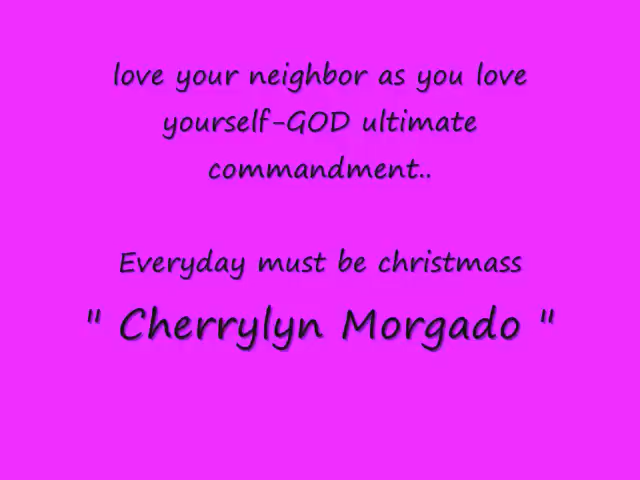 love your neighbor as you love
yourself-GOD ultimate
commandment..
Everyday must be christmass
" Cherrylyn Morgado "